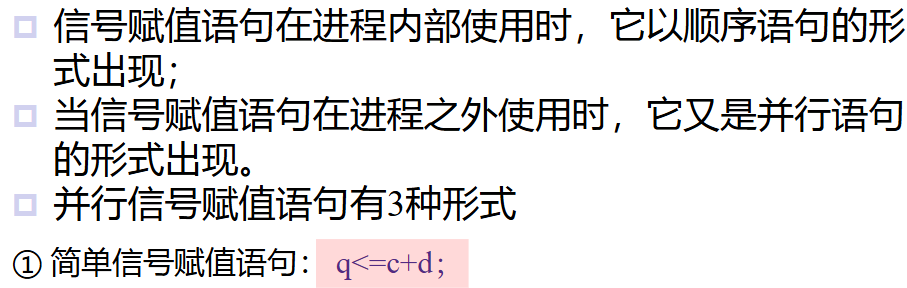 信号赋值语句在进程内部使用时，它以顺序语句的形
式出现；
当信号赋值语句在进程之外使用时，它又是并行语句
的形式出现。
并行信号赋值语句有3种形式
① 简单信号赋值语句： q<=c+d；